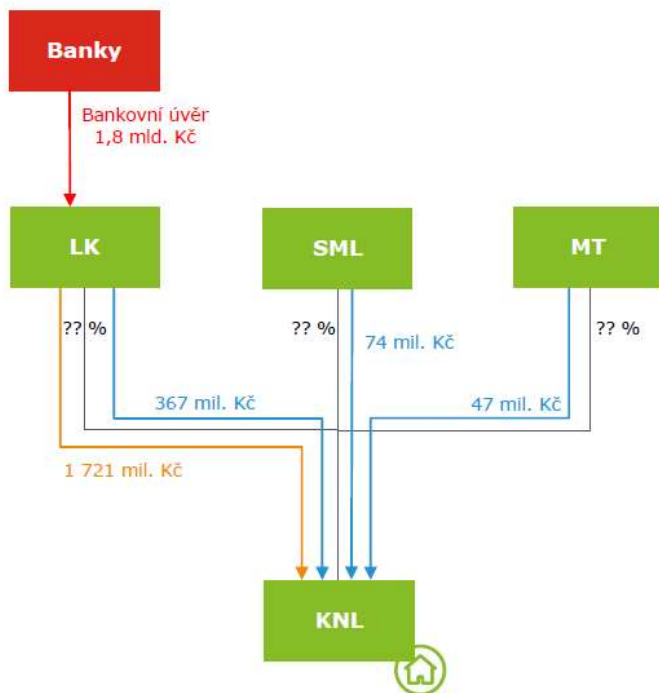 Banky
Bankovní úvěr
1,8 mld. Kč
LK
SML
MT
?? %
?? %
?? %
74 mil. Kč
367 mil. Kč
47 mil. Kč
1 721 mil. Kč
KNL